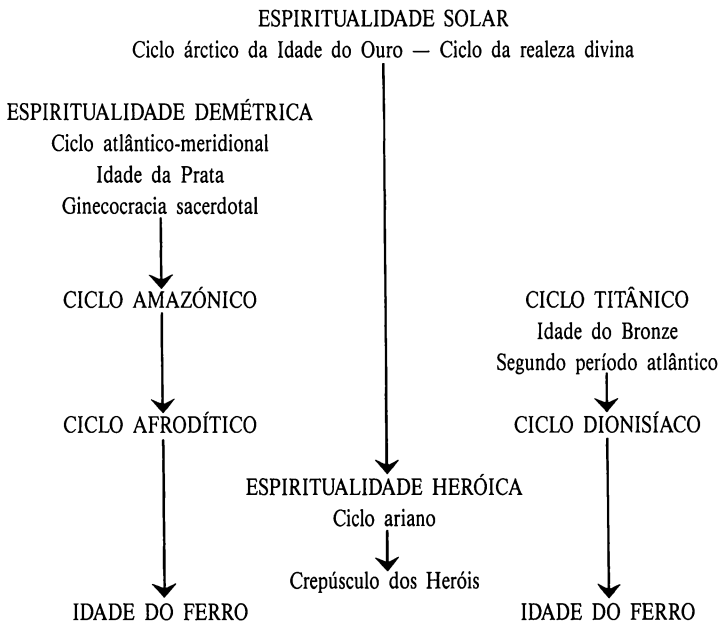 ESPIRITUALIDADE SOLAR
Ciclo árctico da Idade do Ouro — Ciclo da realeza divina
ESPIRITUALIDADE DEMÉTRICA
Ciclo atlântico-meridional
Idade da Prata
Ginecocracia sacerdotal
CICLO AMAZÓNICO
CICLO AFRODÍTICO
IDADE DO FERRO
ESPIRITUALIDADE HERÓICA
Ciclo ariano
Crepúsculo dos Heróis
CICLO TITÂNICO
Idade do Bronze
Segundo período atlântico
CICLO DIONISÍACO
IDADE DO FERRO